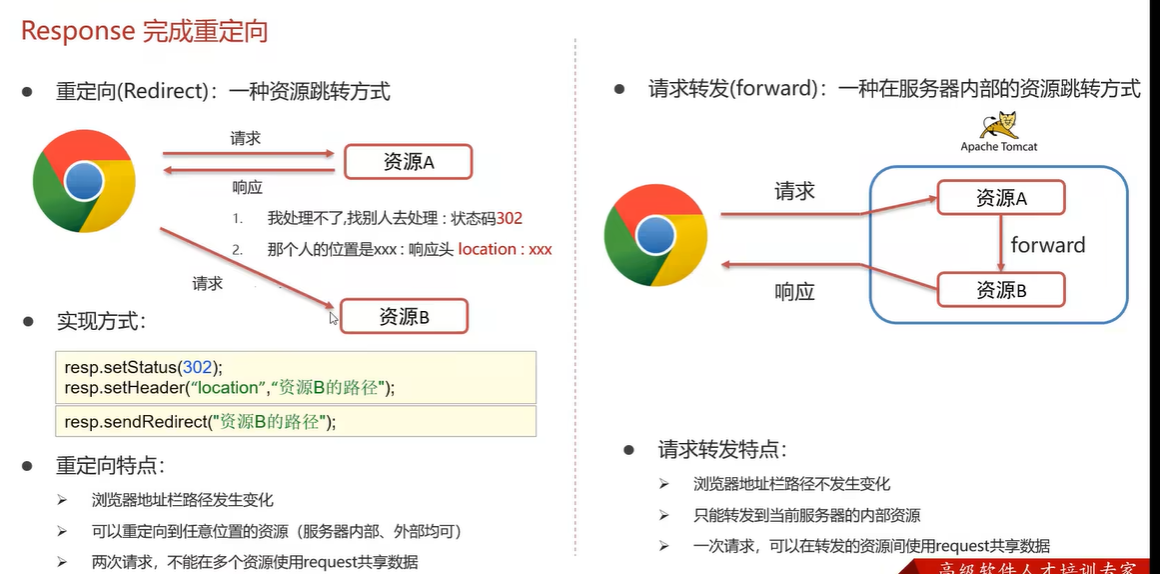 Response 完成重定向
● 重定向(Redirect)：一种资源跳转方式
请求
资源A
响应
1. 我处理不了,找别人去处理 : 状态码302
2. 那个人的位置是xxx : 响应头 location : xxx
请求
资源B
● 实现方式：
resp.setStatus(302);
resp.setHeader(“location”,“资源B的路径");
resp.sendRedirect("资源B的路径");
● 重定向特点：
➢ 浏览器地址栏路径发生变化
➢ 可以重定向到任意位置的资源（服务器内部、外部均可）
➢ 两次请求，不能在多个资源使用request共享数据
● 请求转发(forward)：一种在服务器内部的资源跳转方式
Apache Tomcat
请求
资源A
forward
资源B
响应
● 请求转发特点：
➢ 浏览器地址栏路径不发生变化
➢ 只能转发到当前服务器的内部资源
➢ 一次请求，可以在转发的资源间使用request共享数据
高级软件人才培训专家